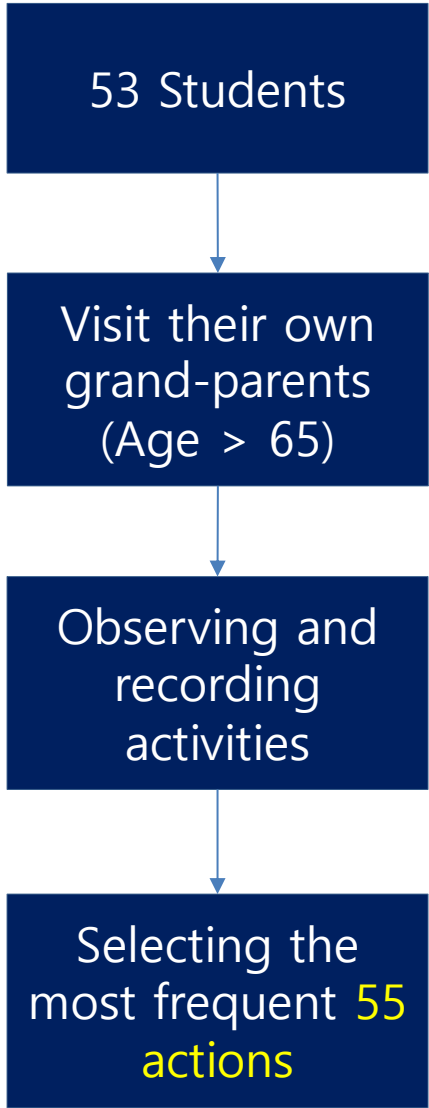 53 Students
Visit their own
grand-parents
(Age > 65)
Observing and
recording
activities
Selecting the
most frequent 55
actions